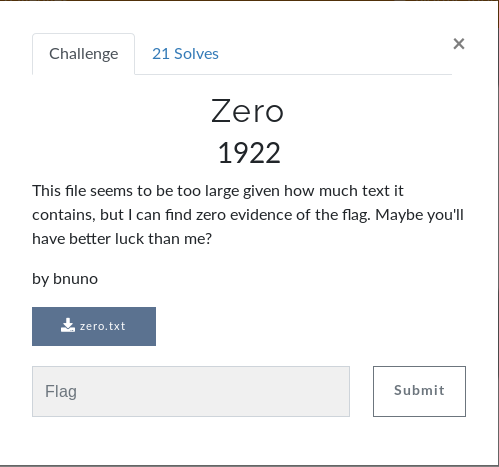 Challenge
21 Solves
×
Zero
1922
This file seems to be too large given how much text it
contains, but I can find zero evidence of the flag. Maybe you'll
have better luck than me?
by bnuno
zero.txt
Flag
Submit